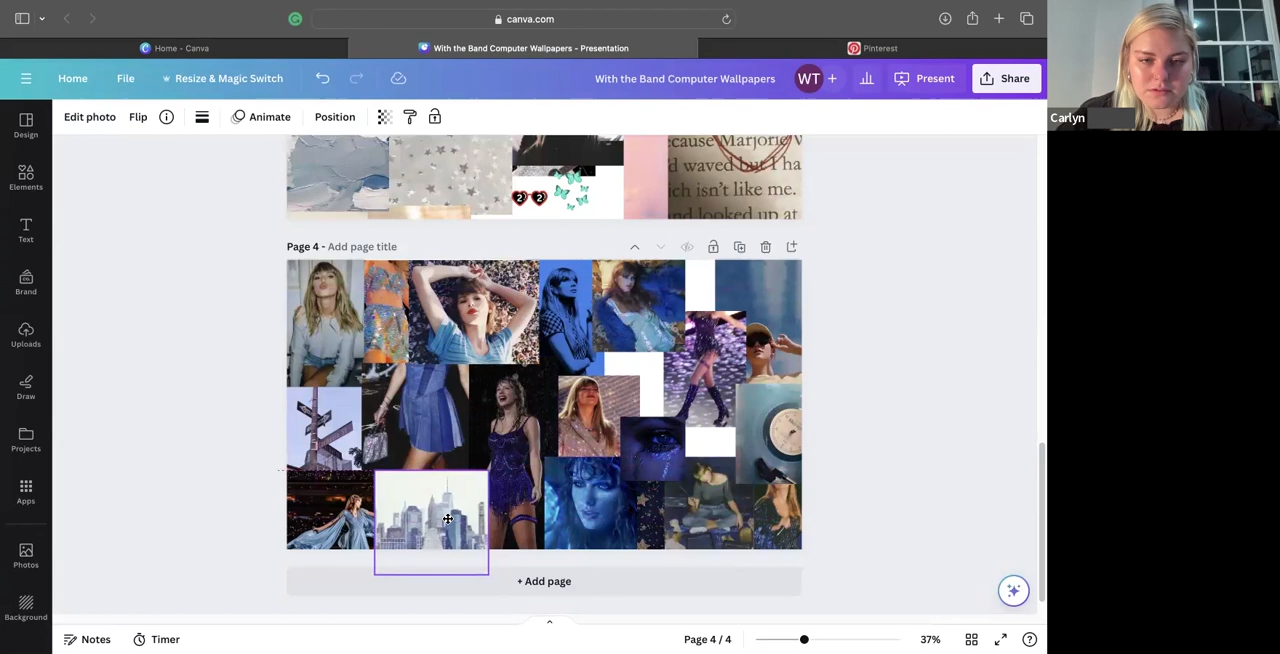 canva.com
Home - Canva
With the Band Computer Wallpapers - Presentation
Pinterest
Home
File
Resize & Magic Switch
With the Band Computer Wallpapers
WT
Present
Share
Carlyn
Design
Elements
Text
Brand
Uploads
Draw
Projects
Apps
Photos
Background
Edit photo
Flip
Animate
Position
cause Marjorie W
d waved but I ha
ich isn't like me.
nd looked up at
2 2
Page 4 - Add page title
+ Add page
Notes
Timer
Page 4 / 4
37%